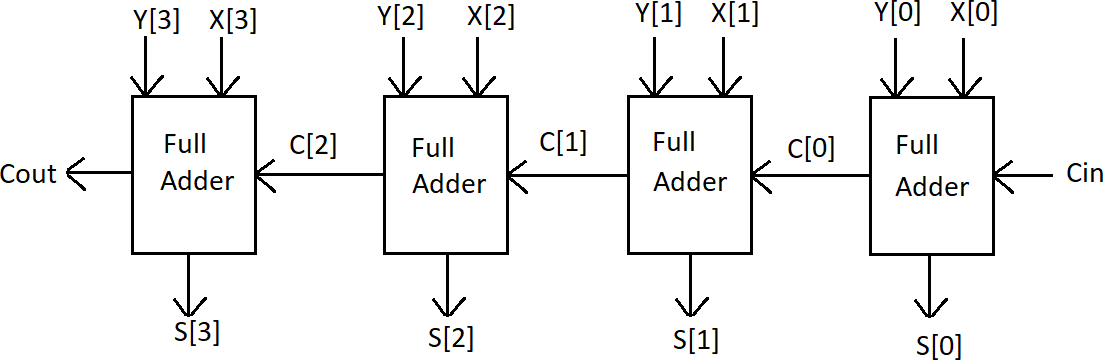 Y[3] X[3] Y[2] X[2] Y[1] X[1] Y[0] X[0]
Full Adder
C[2]
Full Adder
C[1]
Full Adder
C[0]
Full Adder
Cout
Cin
S[3] S[2] S[1] S[0]